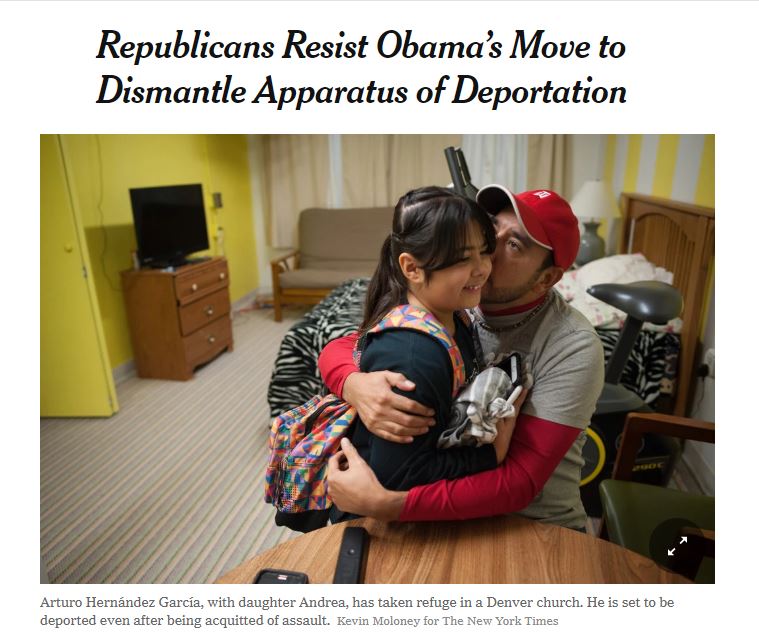 Republicans Resist Obama's Move to
Dismantle Apparatus of Deportation
Arturo Hernández García, with daughter Andrea, has taken refuge in a Denver church. He is set to be
deported even after being acquitted of assault. Kevin Moloney for The New York Times